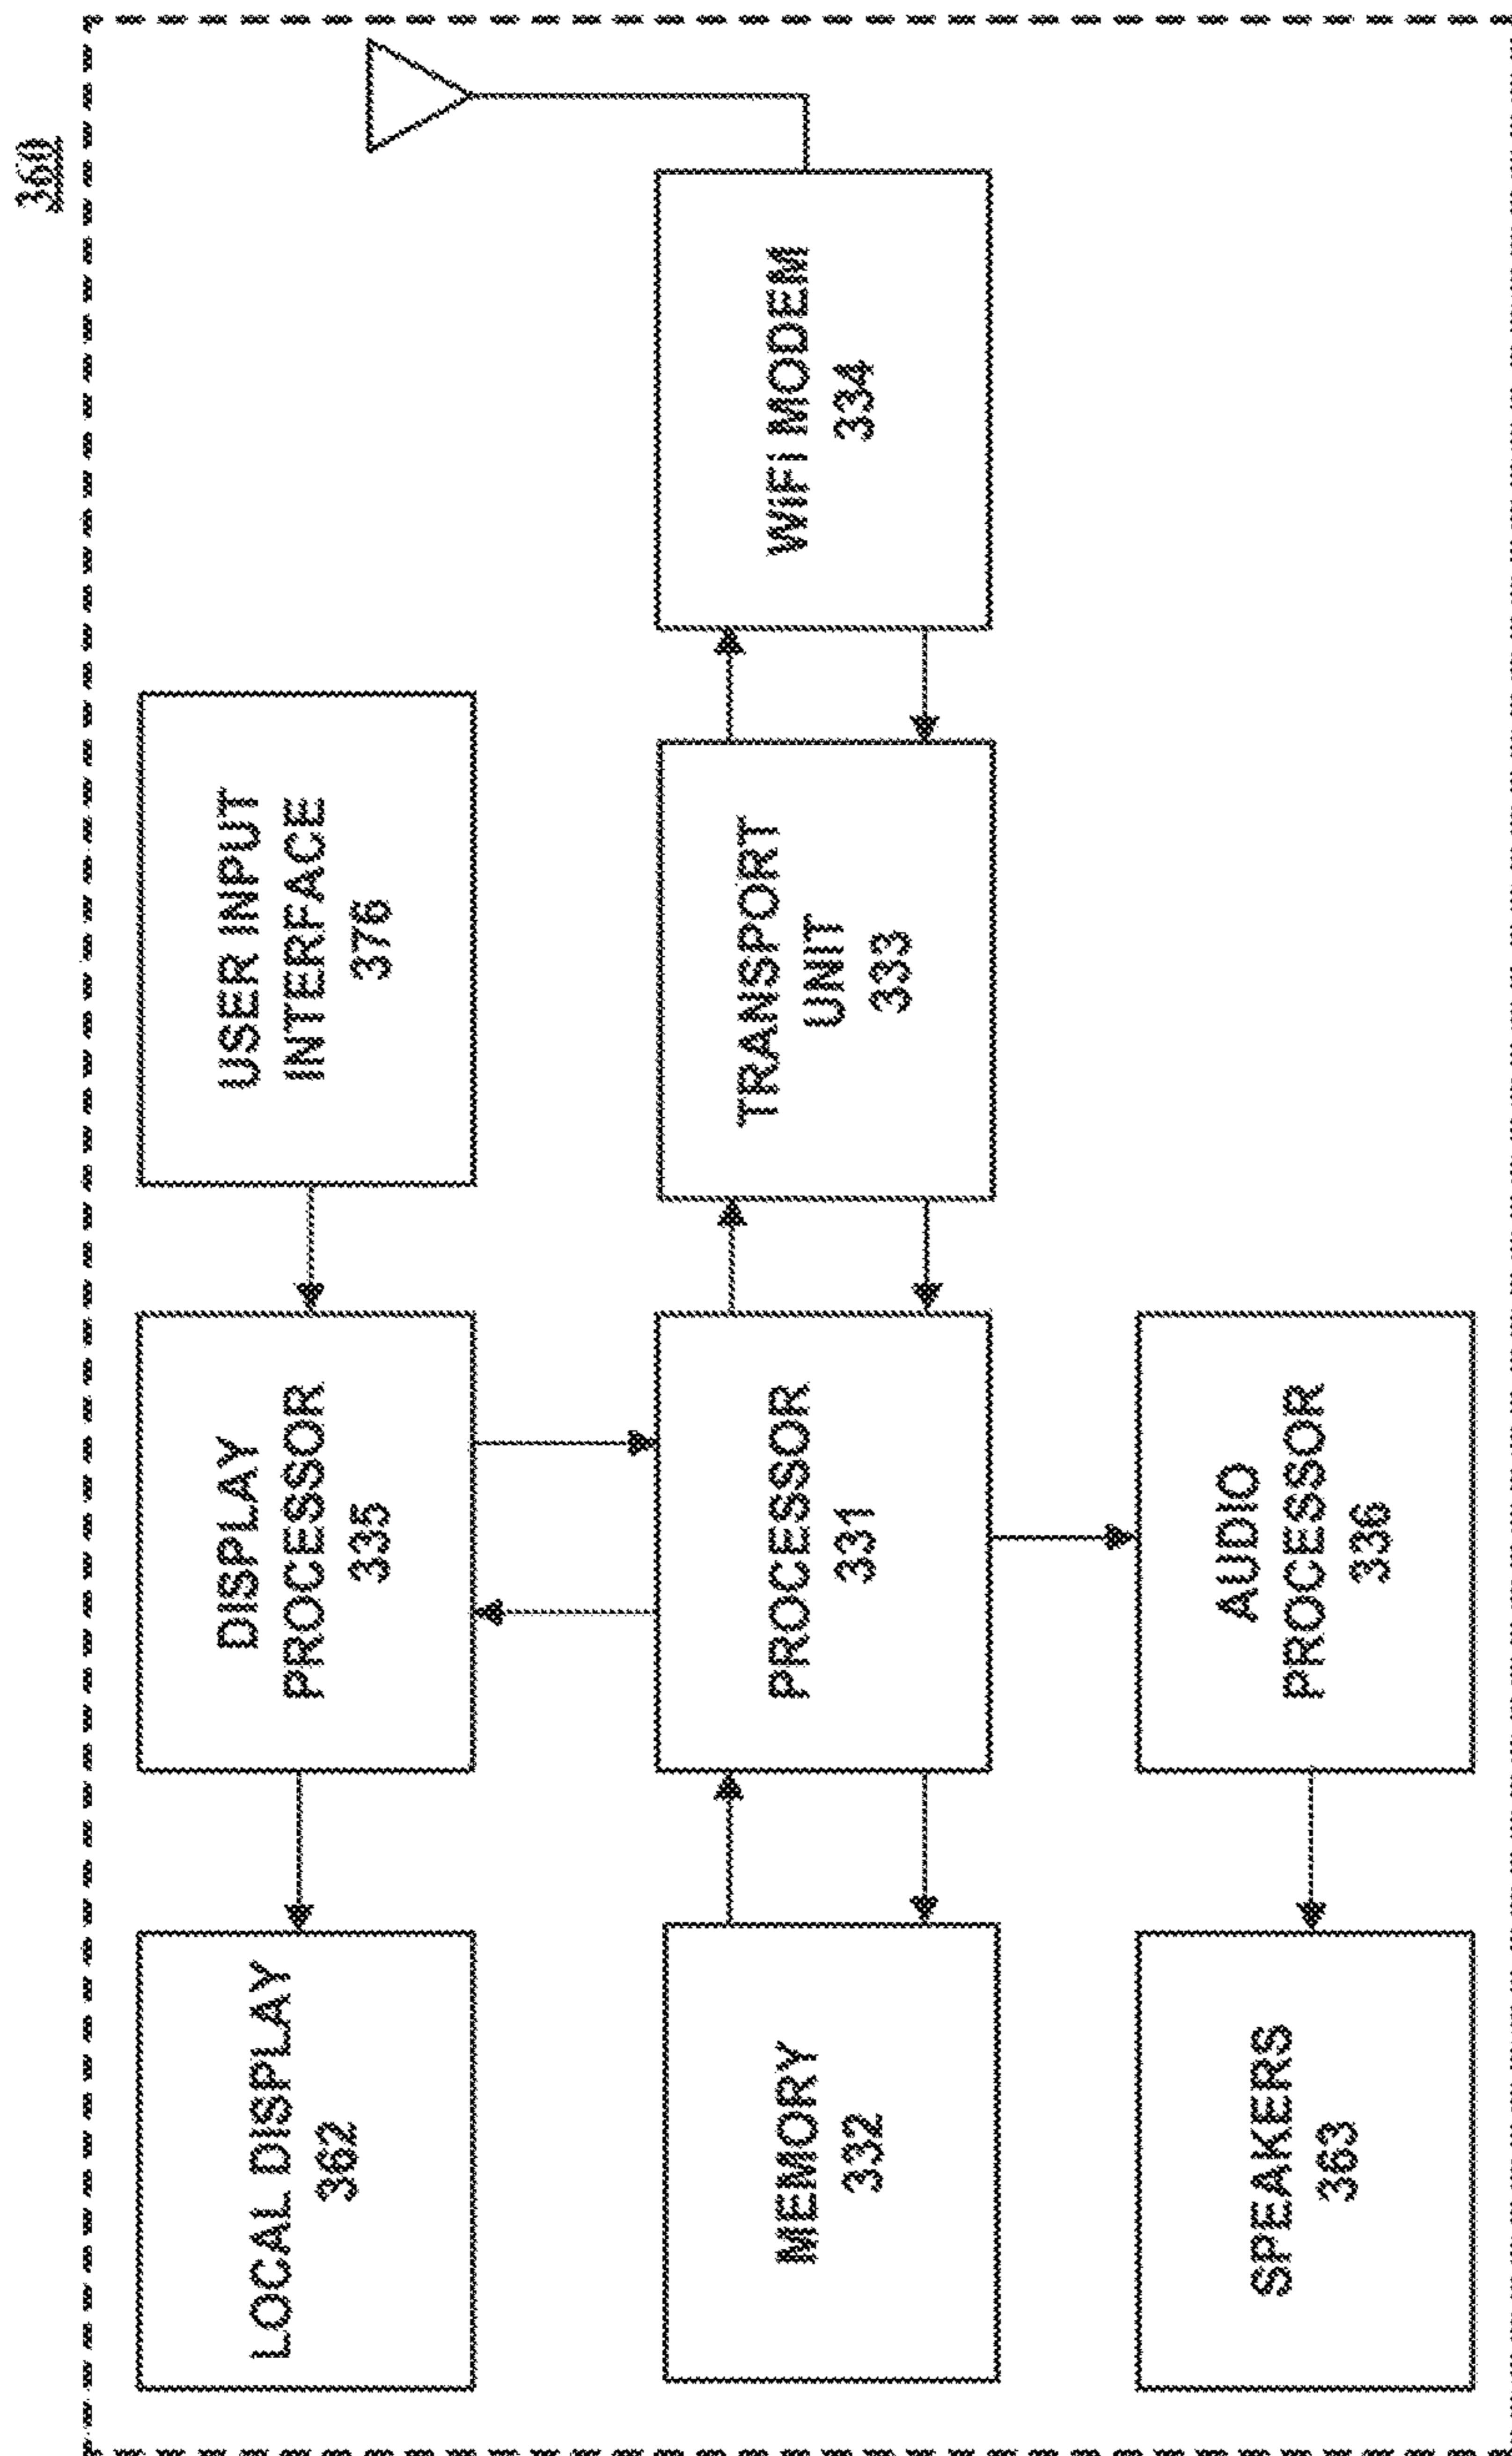 360
LOCAL DISPLAY
362
DISPLAY
PROCESSOR
335
USER INPUT
INTERFACE
376
MEMORY
332
PROCESSOR
331
TRANSPORT
UNIT
333
WIFI MODEM
334
SPEAKERS
363
AUDIO
PROCESSOR
336